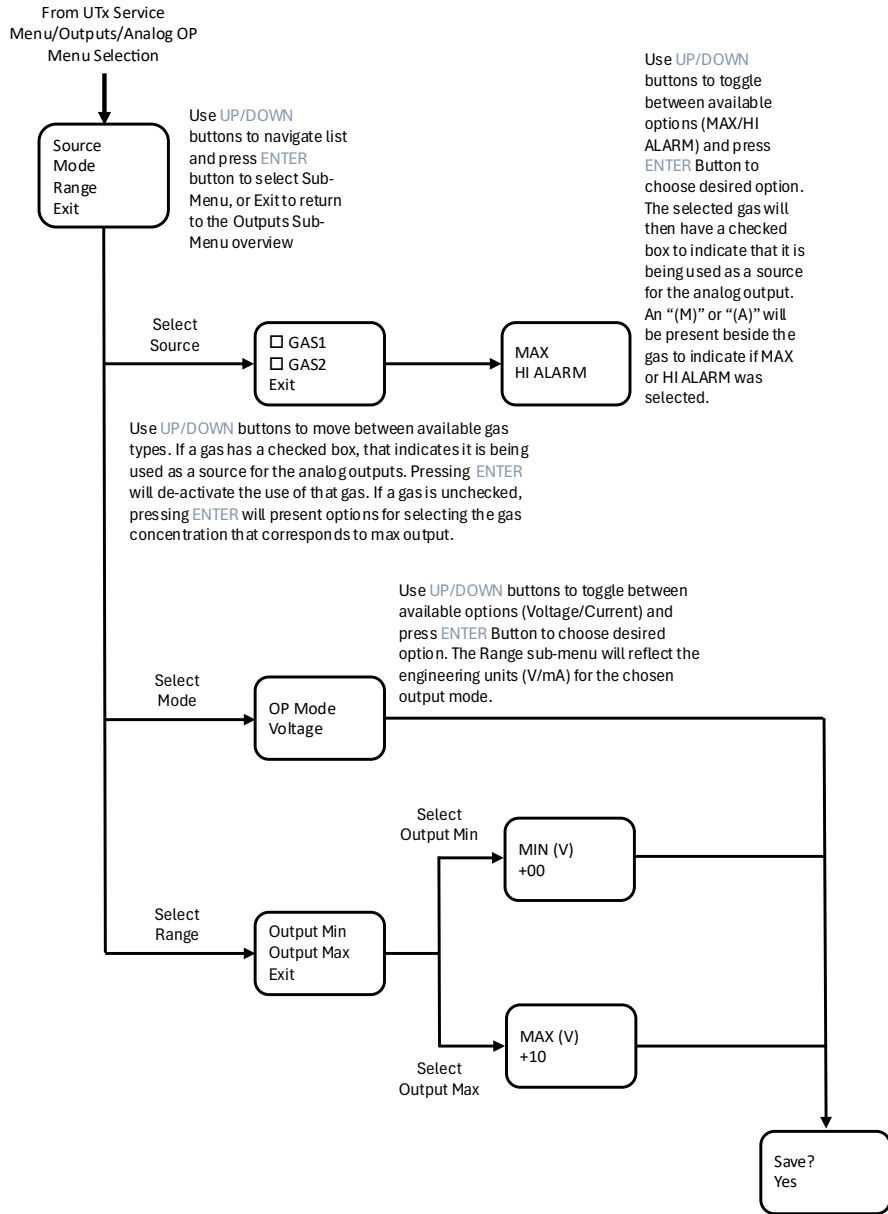 From UTx Service
Menu/Outputs/Analog OP
Menu Selection
Source
Mode
Range
Exit
Use UP/DOWN
buttons to navigate list
and press ENTER
button to select Sub-
Menu, or Exit to return
to the Outputs Sub-
Menu overview
Use UP/DOWN
buttons to toggle
between available
options (MAX/HI
ALARM) and press
ENTER Button to
choose desired option.
The selected gas will
then have a checked
box to indicate that it is
being used as a source
for the analog output.
An “(M)” or “(A)” will
be present beside the
gas to indicate if MAX
or HI ALARM was
selected.
Select
Source
☐ GAS1
☐ GAS2
Exit
MAX
HI ALARM
Use UP/DOWN buttons to move between available gas
types. If a gas has a checked box, that indicates it is being
used as a source for the analog outputs. Pressing ENTER
will de-activate the use of that gas. If a gas is unchecked,
pressing ENTER will present options for selecting the gas
concentration that corresponds to max output.
Use UP/DOWN buttons to toggle between
available options (Voltage/Current) and
press ENTER Button to choose desired
option. The Range sub-menu will reflect the
engineering units (V/mA) for the chosen
output mode.
Select
Mode
OP Mode
Voltage
Select
Output Min
MIN (V)
+00
Select
Range
Output Min
Output Max
Exit
MAX (V)
+10
Select
Output Max
Save?
Yes